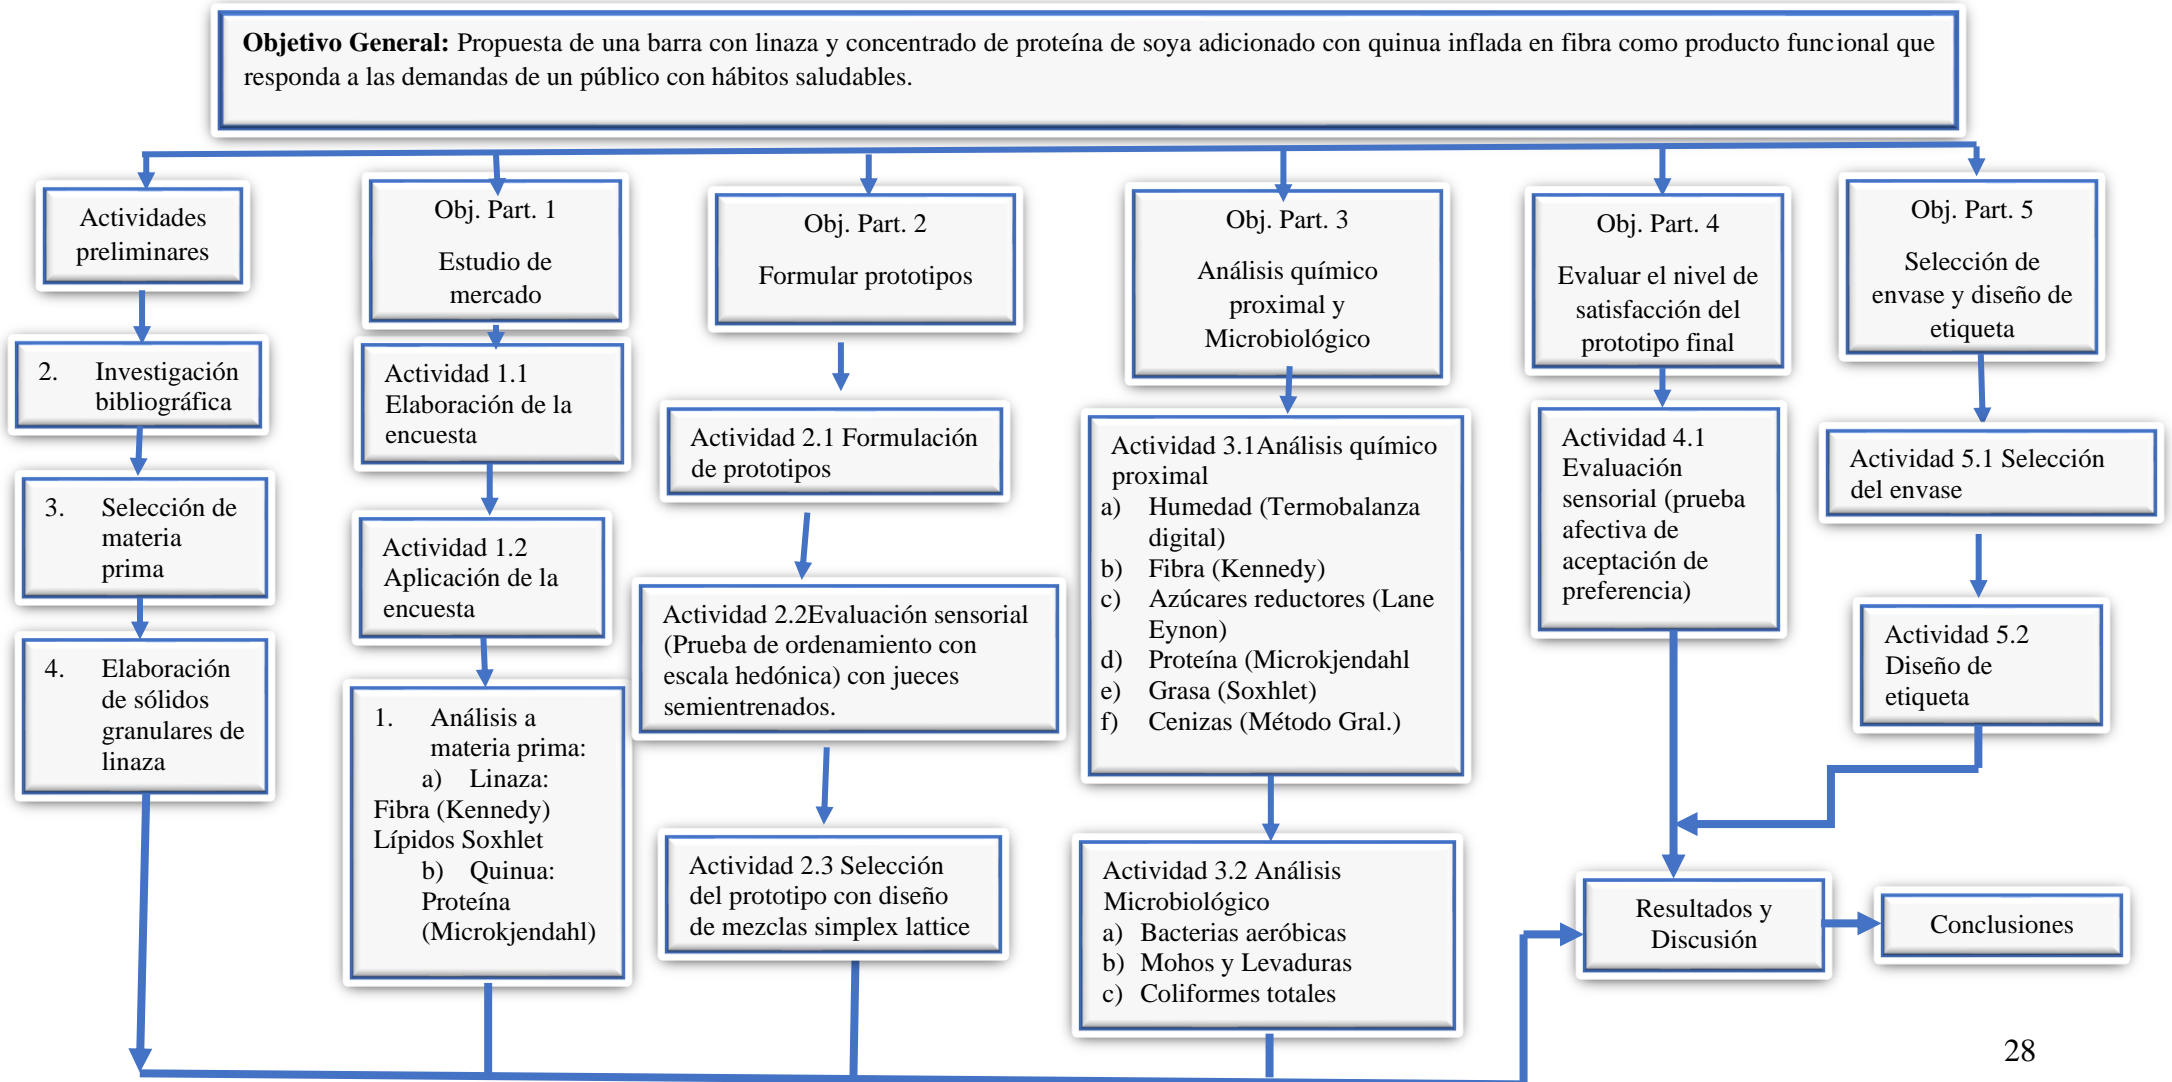 Objetivo General: Propuesta de una barra con linaza y concentrado de proteína de soya adicionado con quinua inflada en fibra como producto funcional que
responda a las demandas de un público con hábitos saludables.
Actividades
preliminares
2. Investigación
bibliográfica
3. Selección de
materia
prima
4. Elaboración
de sólidos
granulares de
linaza
Obj. Part. 1
Estudio de
mercado
Actividad 1.1
Elaboración de la
encuesta
Actividad 1.2
Aplicación de la
encuesta
1. Análisis a
materia prima:
a) Linaza:
Fibra (Kennedy)
Lípidos Soxhlet
b) Quinua:
Proteína
(Microkjendahl)
Obj. Part. 2
Formular prototipos
Actividad 2.1 Formulación
de prototipos
Actividad 2.2Evaluación sensorial
(Prueba de ordenamiento con
escala hedónica) con jueces
semientrenados.
Actividad 2.3 Selección
del prototipo con diseño
de mezclas simplex lattice
Obj. Part. 3
Análisis químico
proximal y
Microbiológico
Actividad 3.1Análisis químico
proximal
a) Humedad (Termobalanza
digital)
b) Fibra (Kennedy)
c) Azúcares reductores (Lane
Eynon)
d) Proteína (Microkjendahl
e) Grasa (Soxhlet)
f) Cenizas (Método Gral.)
Actividad 3.2 Análisis
Microbiológico
a) Bacterias aeróbicas
b) Mohos y Levaduras
c) Coliformes totales
Obj. Part. 4
Evaluar el nivel de
satisfacción del
prototipo final
Actividad 4.1
Evaluación
sensorial (prueba
afectiva de
aceptación de
preferencia)
Obj. Part. 5
Selección de
envase y diseño de
etiqueta
Actividad 5.1 Selección
del envase
Actividad 5.2
Diseño de
etiqueta
Resultados y
Discusión
Conclusiones
28